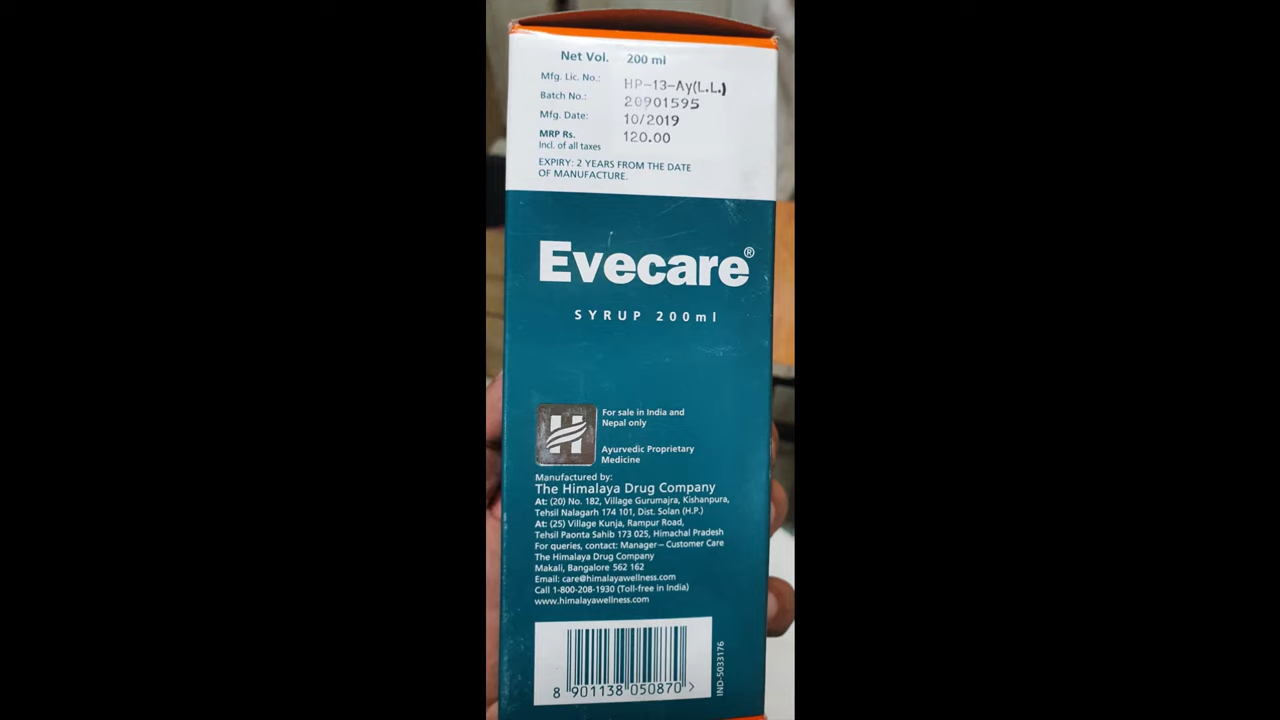 Net Vol. 200 ml
Mfg. Lic. No.: HP-13-Ay(L.L.)
Batch No.: 20901595
Mfg. Date: 10/2019
MRP Rs. 120.00
Incl. of all taxes
EXPIRY: 2 YEARS FROM THE DATE
OF MANUFACTURE.
Evecare®
SYRUP 200ml
For sale in India and
Nepal only
H
Ayurvedic Proprietary
Medicine
Manufactured by:
The Himalaya Drug Company
At: (20) No. 182, Village Gurumajra, Kishanpura,
Tehsil Nalagarh 174 101, Dist. Solan (H.P.)
At: (25) Village Kunja, Rampur Road,
Tehsil Paonta Sahib 173 025, Himachal Pradesh
For queries, contact: Manager – Customer Care
The Himalaya Drug Company
Makali, Bangalore 562 162
Email: care@himalayawellness.com
Call 1-800-208-1930 (Toll-free in India)
www.himalayawellness.com
8 901138 050870 >
IND-5033176